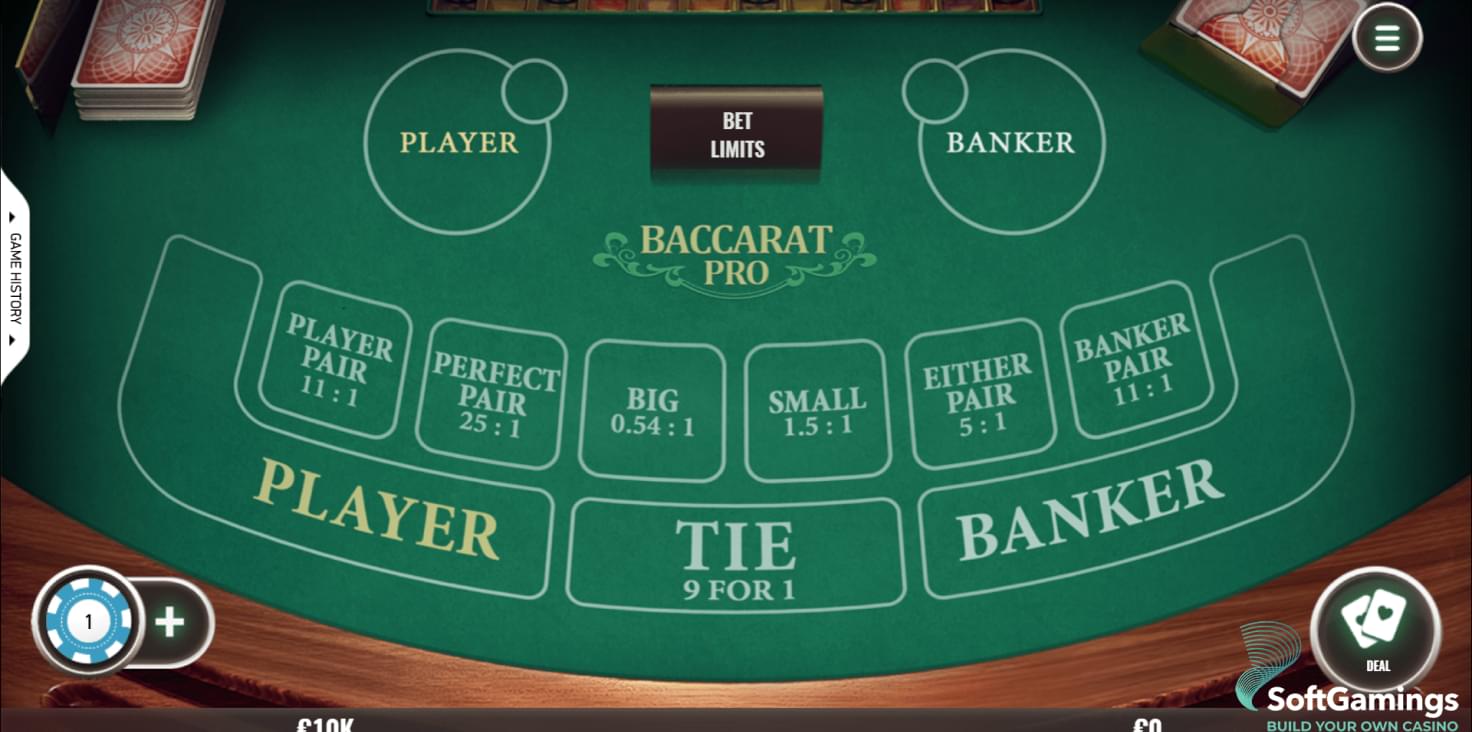 PLAYER
BET
LIMITS
BANKER
BACCARAT
PRO
GAME HISTORY
PLAYER
PAIR
11 : 1
PERFECT
PAIR
25 : 1
BIG
0.54 : 1
SMALL
1.5 : 1
EITHER
PAIR
5 : 1
BANKER
PAIR
11 : 1
PLAYER
TIE
9 FOR 1
BANKER
1
DEAL
SoftGamings
BUILD YOUR OWN CASINO
£10K
£0